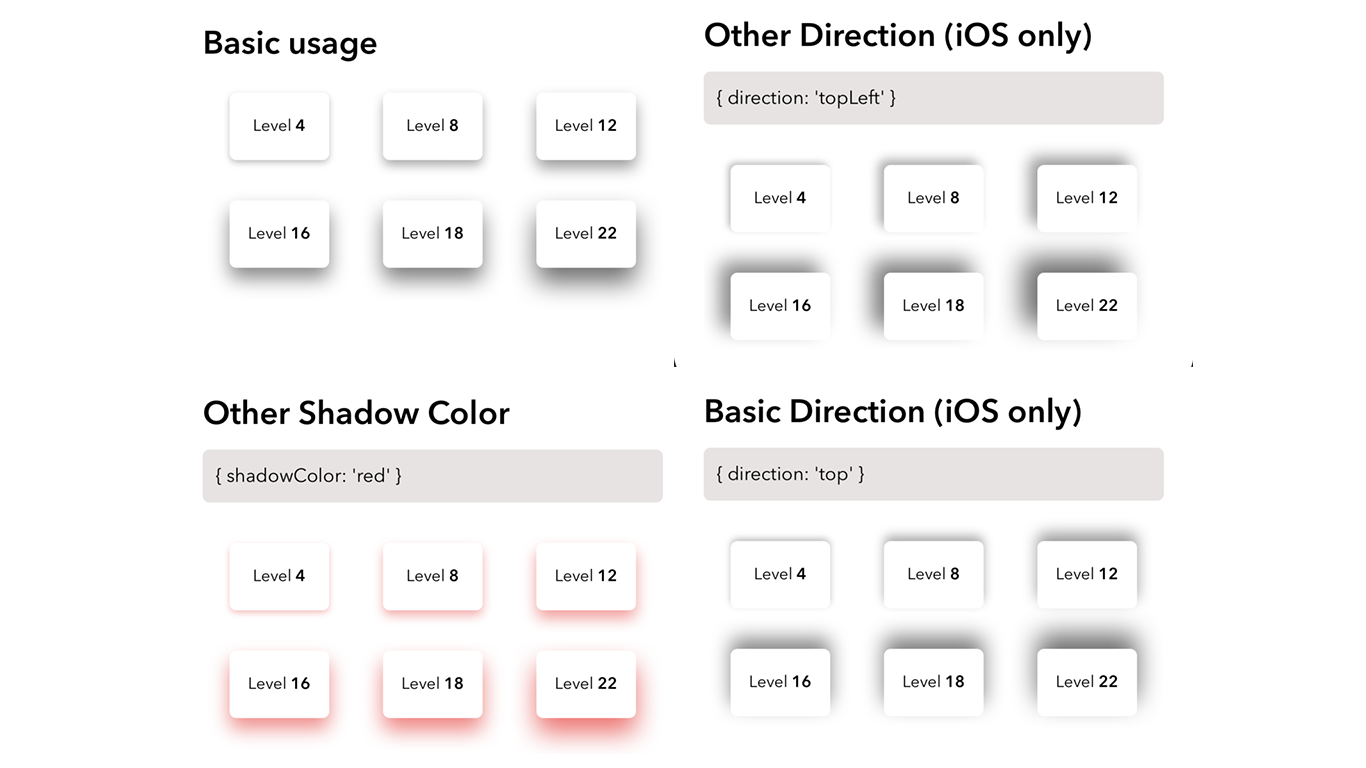 Basic usage
Level 4
Level 8
Level 12
Level 16
Level 18
Level 22
Other Direction (iOS only)
{ direction: 'topLeft' }
Level 4
Level 8
Level 12
Level 16
Level 18
Level 22
Other Shadow Color
{ shadowColor: 'red' }
Level 4
Level 8
Level 12
Level 16
Level 18
Level 22
Basic Direction (iOS only)
{ direction: 'top' }
Level 4
Level 8
Level 12
Level 16
Level 18
Level 22